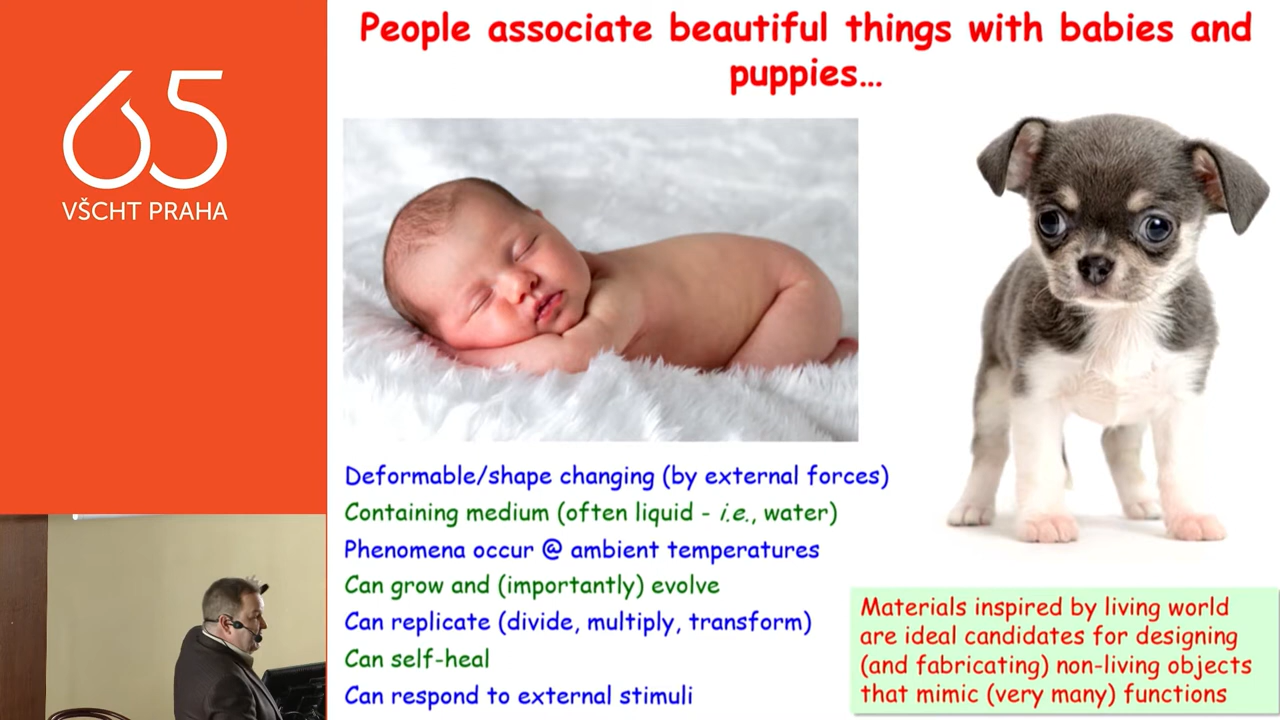 65
VŠCHT PRAHA
People associate beautiful things with babies and
puppies...
Deformable/shape changing (by external forces)
Containing medium (often liquid - i.e., water)
Phenomena occur @ ambient temperatures
Can grow and (importantly) evolve
Can replicate (divide, multiply, transform)
Can self-heal
Can respond to external stimuli
Materials inspired by living world
are ideal candidates for designing
(and fabricating) non-living objects
that mimic (very many) functions